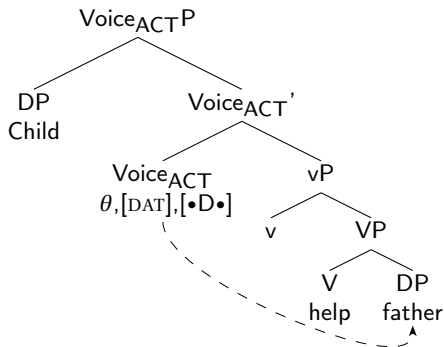 Voice_ACT P
DP Voice_ACT'
Child
Voice_ACT vP
θ,[DAT],[•D•] v VP
V DP
help father